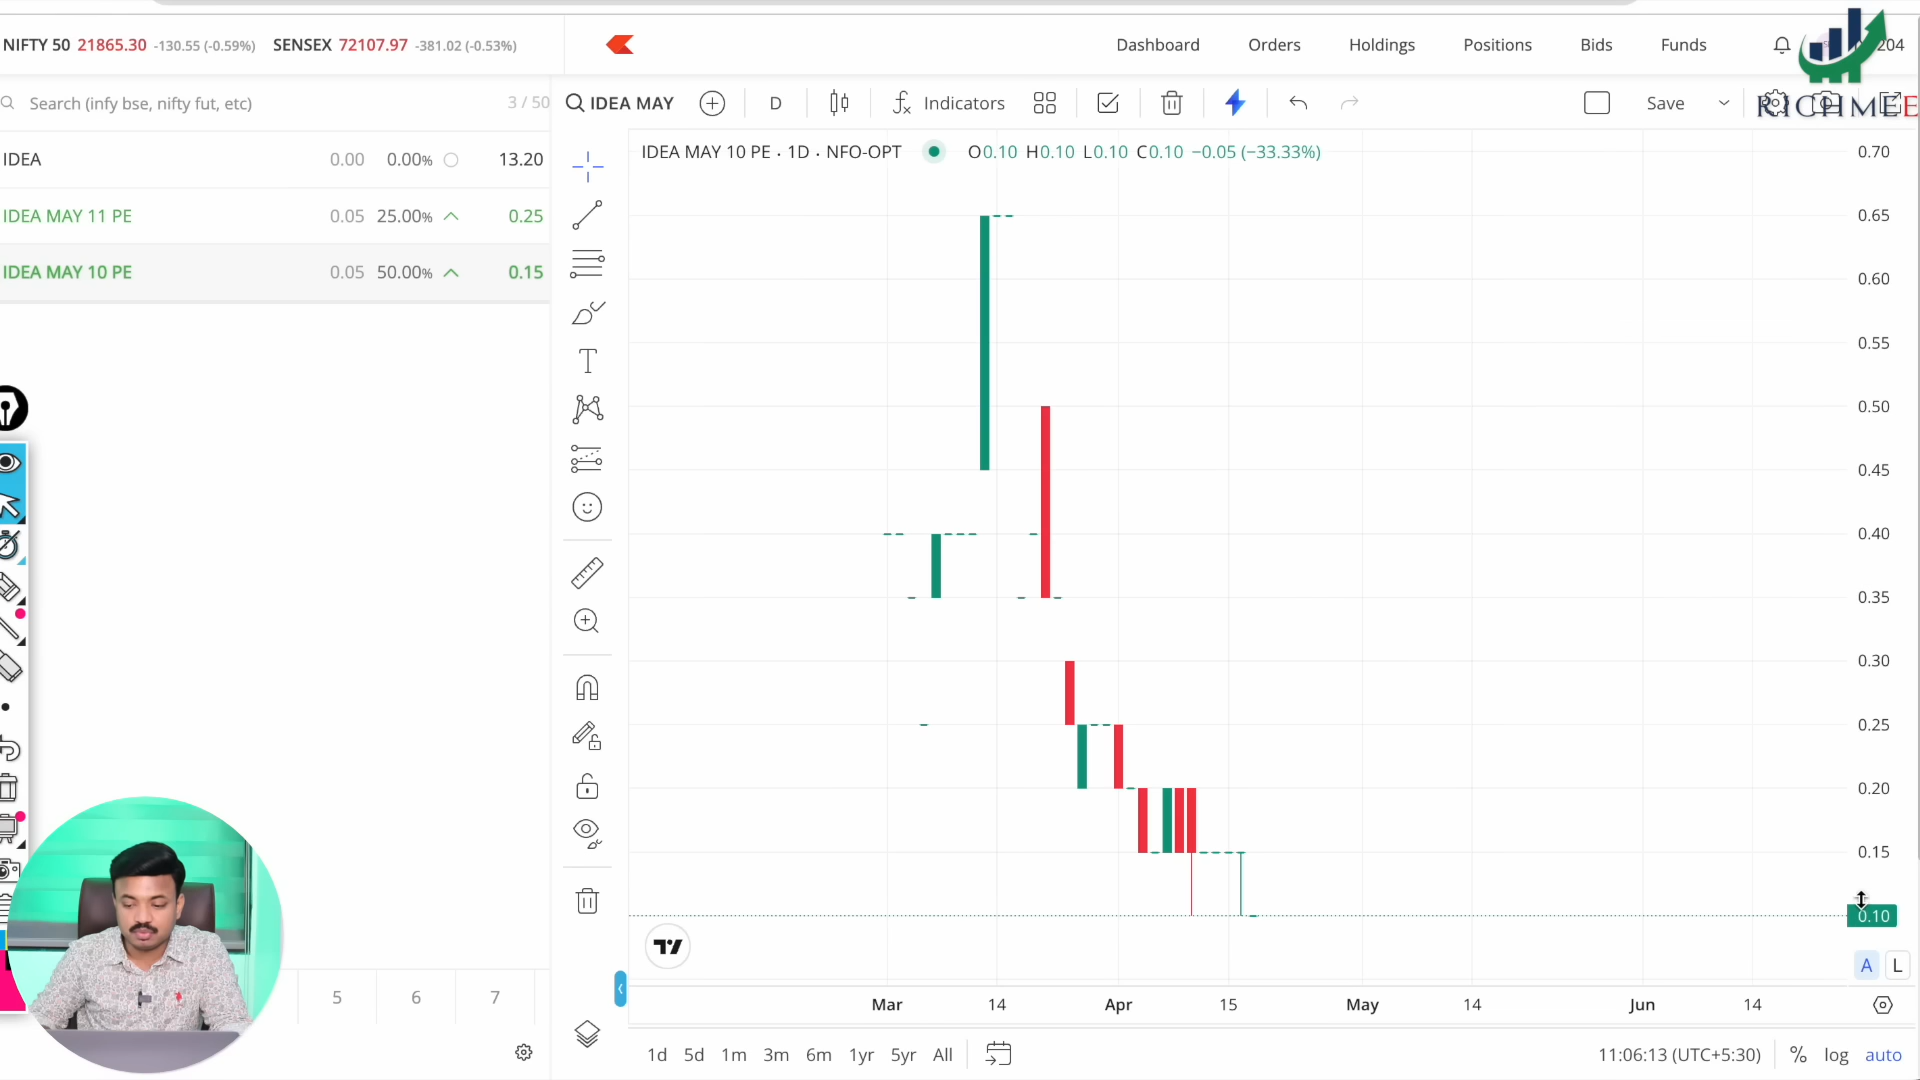 NIFTY 50 21865.30 -130.55 (-0.59%) SENSEX 72107.97 -381.02 (-0.53%)
Dashboard Orders Holdings Positions Bids Funds
204
RICHMEE
Search (infy bse, nifty fut, etc) 3 / 50
IDEA MAY D Indicators Save
IDEA 0.00 0.00% 13.20
IDEA MAY 11 PE 0.05 25.00% 0.25
IDEA MAY 10 PE 0.05 50.00% 0.15
IDEA MAY 10 PE · 1D · NFO-OPT O0.10 H0.10 L0.10 C0.10 −0.05 (−33.33%)
0.70
0.65
0.60
0.55
0.50
0.45
0.40
0.35
0.30
0.25
0.20
0.15
0.10
A L
5 6 7
Mar 14 Apr 15 May 14 Jun 14
1d 5d 1m 3m 6m 1yr 5yr All
11:06:13 (UTC+5:30) % log auto